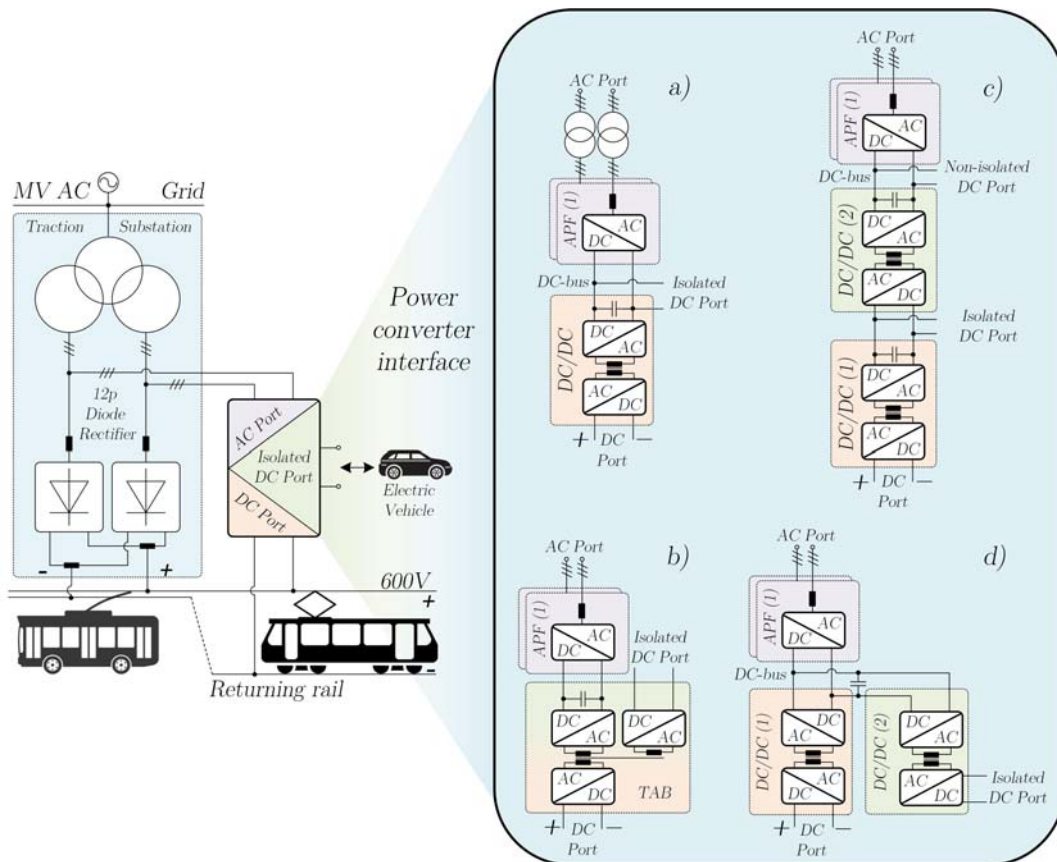 MV AC
Grid
Traction
Substation
12p
Diode
Rectifier
-
+
600V
+
-
Returning rail
AC Port
Isolated
DC Port
DC Port
Electric
Vehicle
Power
converter
interface
a)
AC Port
APF (1)
AC
DC
DC-bus
Isolated
DC Port
DC/DC
DC
AC
AC
DC
+ DC −
Port
b)
AC Port
APF (1)
AC
DC
Isolated
DC Port
DC
AC
DC
AC
AC
DC
TAB
+ DC −
Port
c)
AC Port
APF (1)
AC
DC
DC-bus
Non-isolated
DC Port
DC/DC (2)
DC
AC
AC
DC
Isolated
DC Port
DC/DC (1)
DC
AC
AC
DC
+ DC −
Port
d)
AC Port
APF (1)
AC
DC
DC-bus
DC/DC (1)
DC
AC
AC
DC
+ DC −
Port
DC/DC (2)
DC
AC
AC
DC
Isolated
DC Port